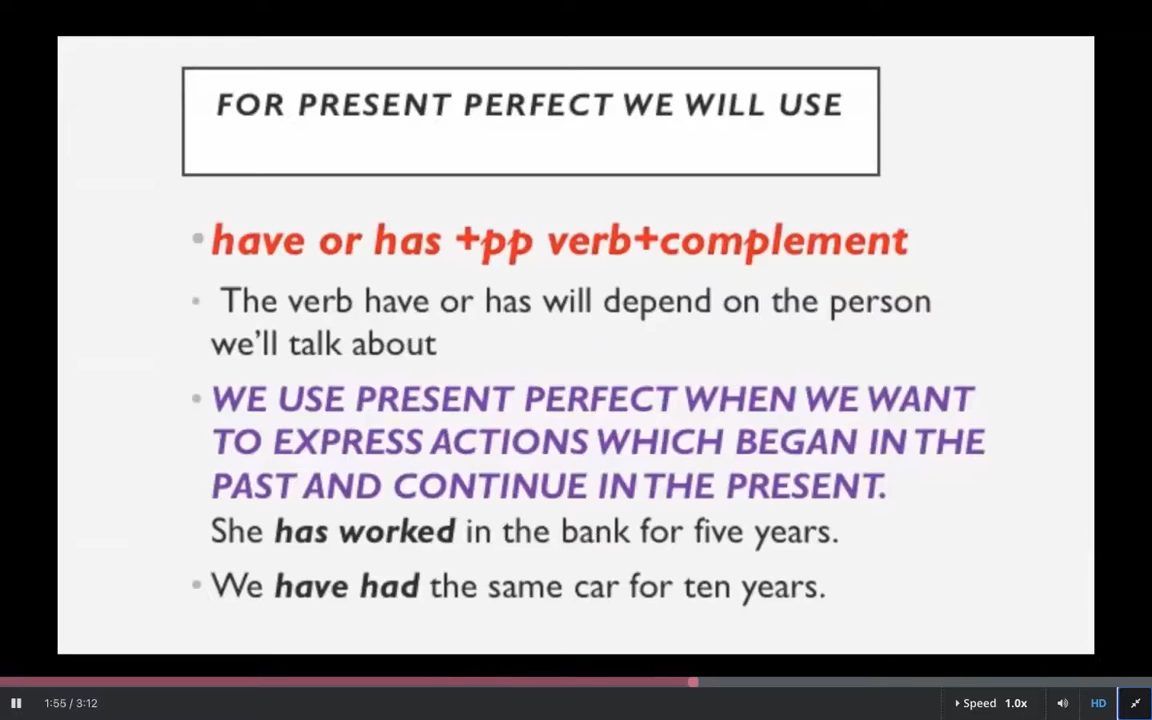 FOR PRESENT PERFECT WE WILL USE
•have or has +pp verb+complement
• The verb have or has will depend on the person
we'll talk about
•WE USE PRESENT PERFECT WHEN WE WANT
TO EXPRESS ACTIONS WHICH BEGAN IN THE
PAST AND CONTINUE IN THE PRESENT.
She has worked in the bank for five years.
•We have had the same car for ten years.
1:55 / 3:12
Speed 1.0x
HD